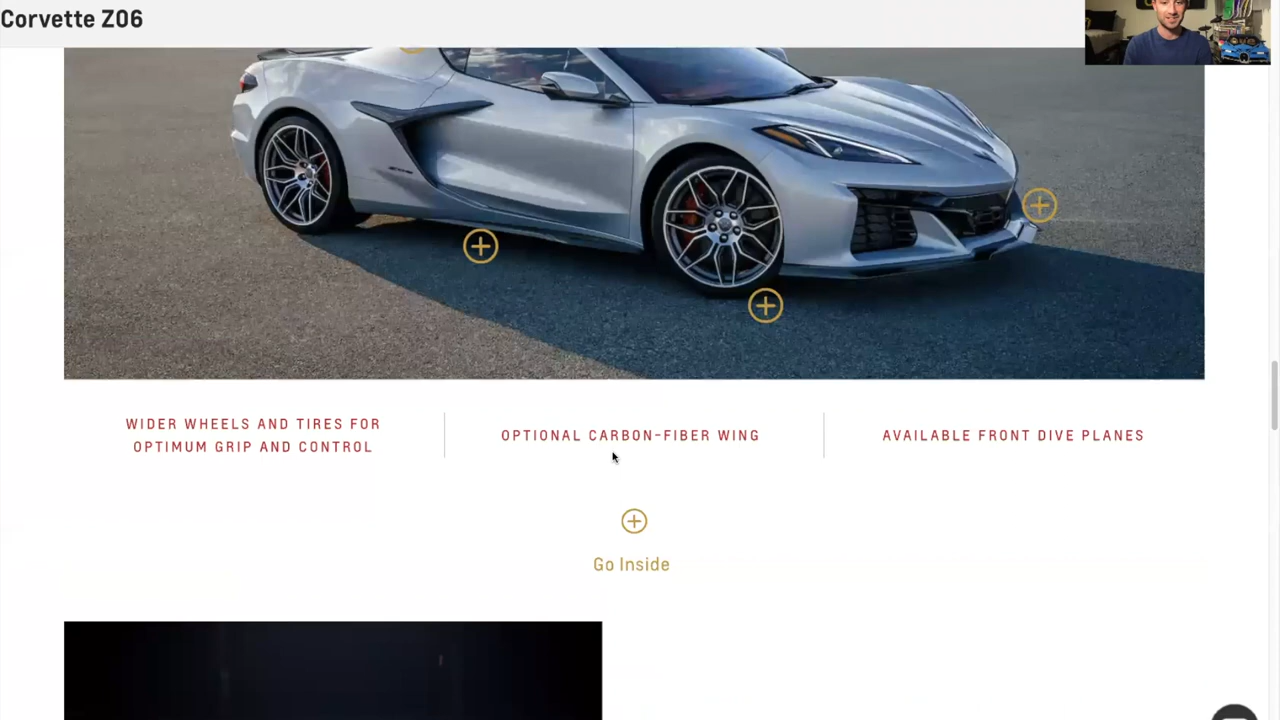 Corvette Z06
WIDER WHEELS AND TIRES FOR
OPTIMUM GRIP AND CONTROL
OPTIONAL CARBON-FIBER WING
AVAILABLE FRONT DIVE PLANES
Go Inside